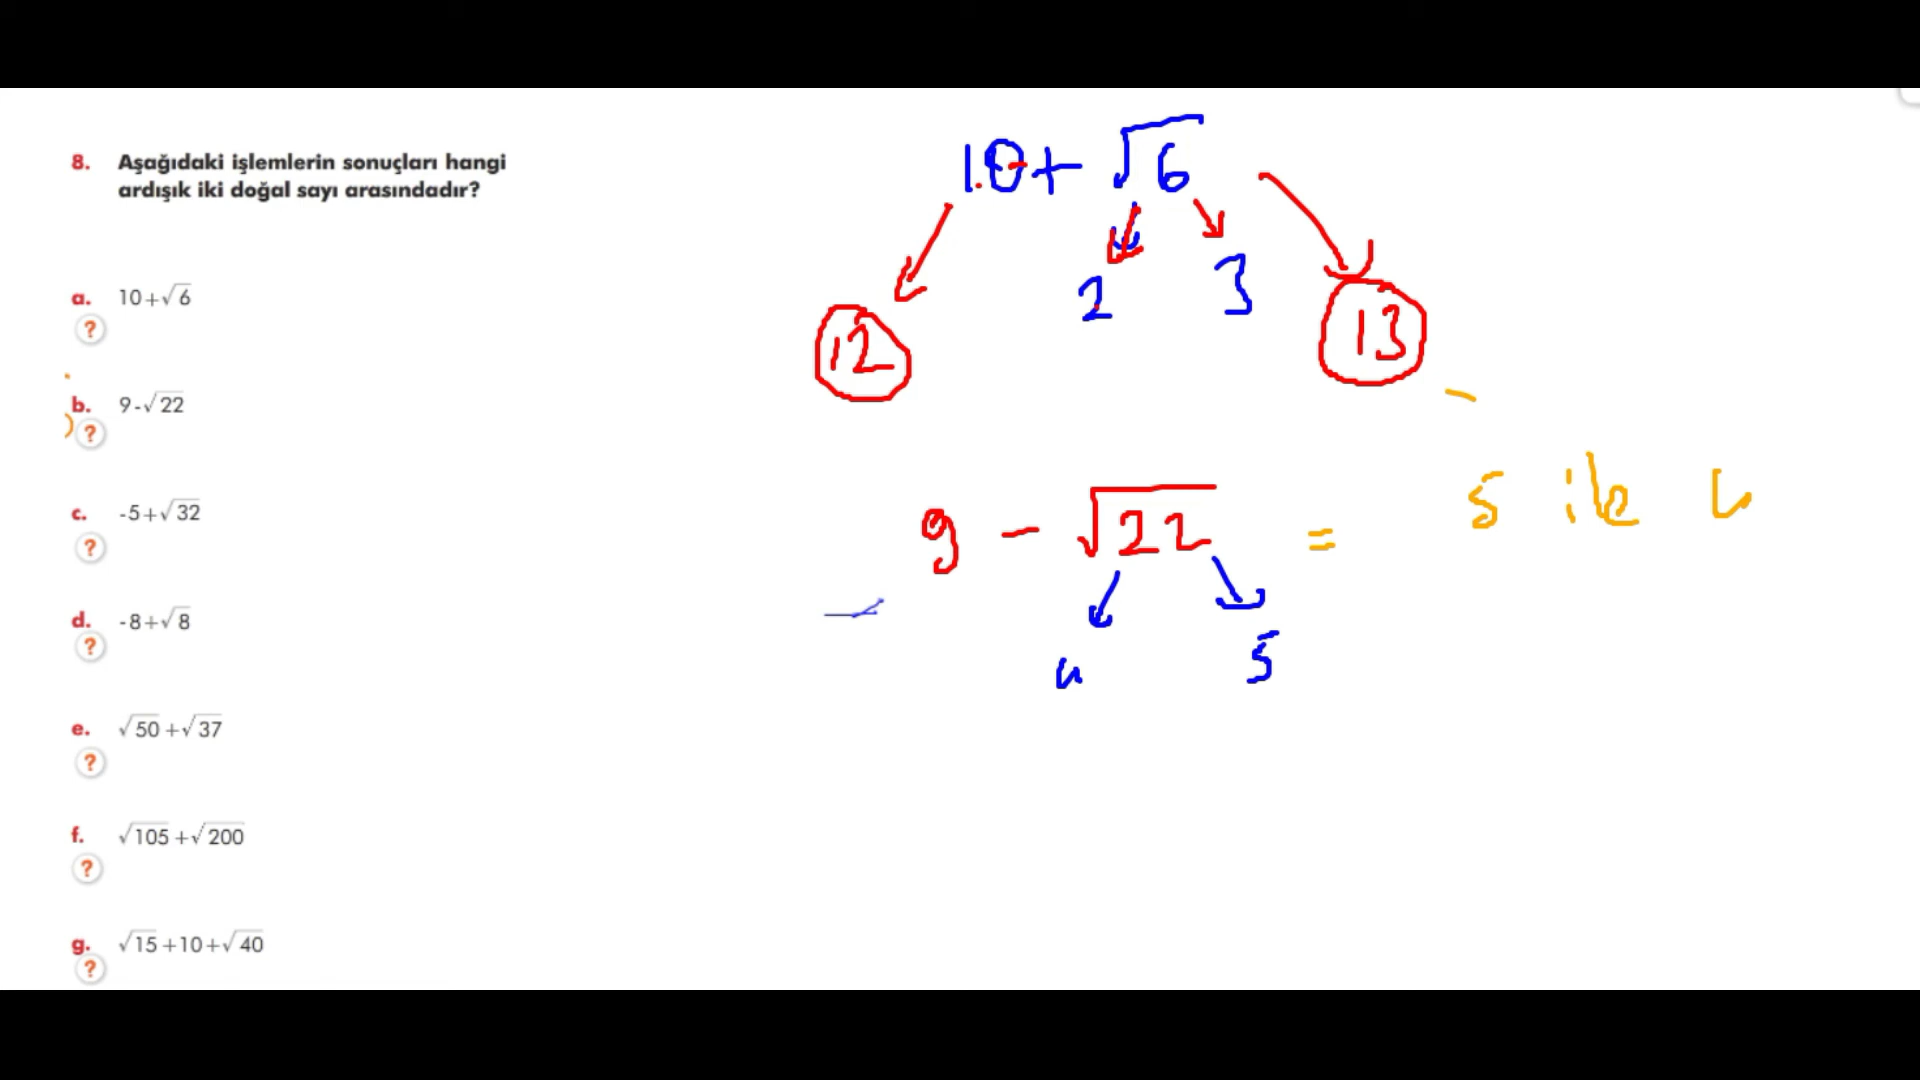 8. Aşağıdaki işlemlerin sonuçları hangi
ardışık iki doğal sayı arasındadır?
a. 10+√6
?
b. 9-√22
?
c. -5+√32
?
d. -8+√8
?
e. √50+√37
?
f. √105+√200
?
g. √15+10+√40
?
10+√6
2 3
12 13
9-√22 = 5 ile 4
4 5